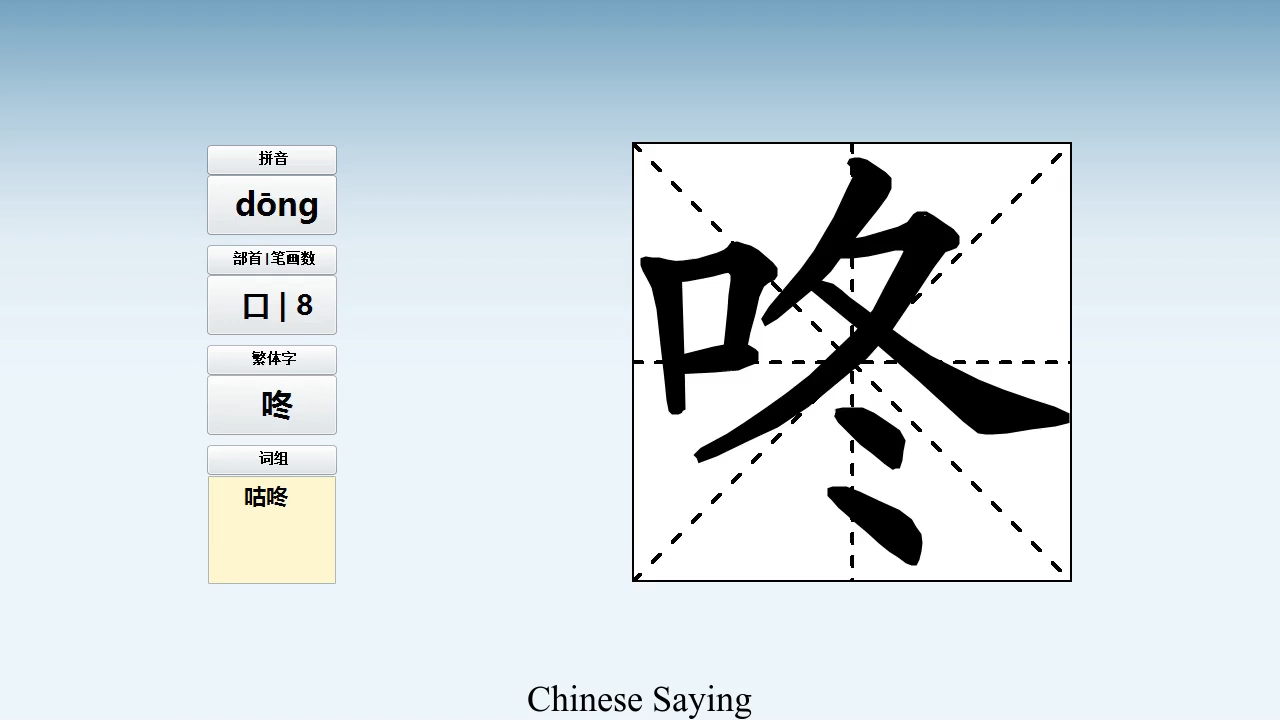 拼音
dōng
部首|笔画数
口 | 8
繁体字
咚
词组
咕咚
咚
Chinese Saying